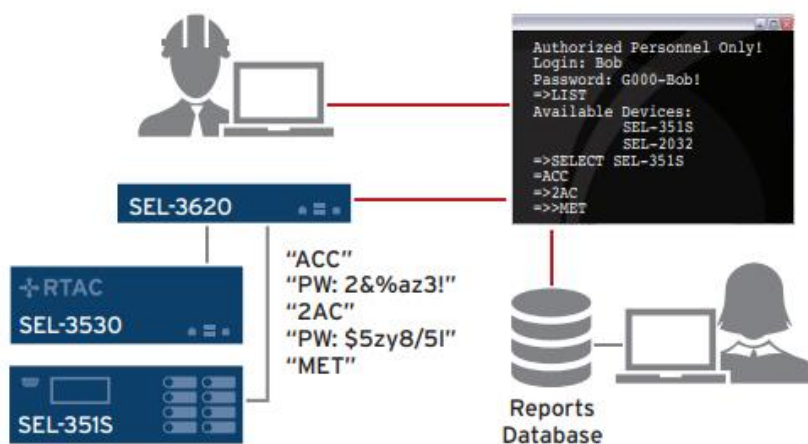 Authorized Personnel Only!
Login: Bob
Password: G000-Bob!
=>LIST
Available Devices:
SEL-351S
SEL-2032
=>SELECT SEL-351S
=ACC
=>2AC
=>>MET
SEL-3620
"ACC"
"PW: 2&%az3!"
"2AC"
"PW: $5zy8/5l"
"MET"
RTAC
SEL-3530
SEL-351S
Reports
Database